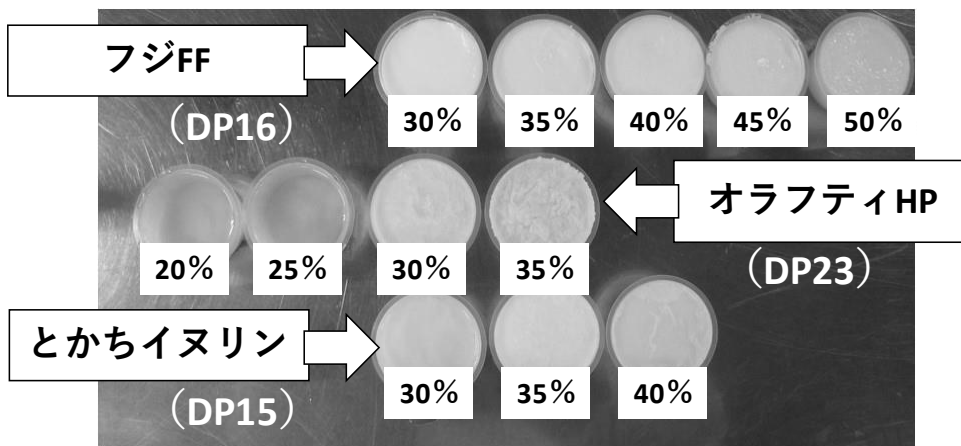 フジFF
（DP16）
30% 35% 40% 45% 50%
オラフティHP
（DP23）
20% 25% 30% 35%
とかちイヌリン
（DP15）
30% 35% 40%